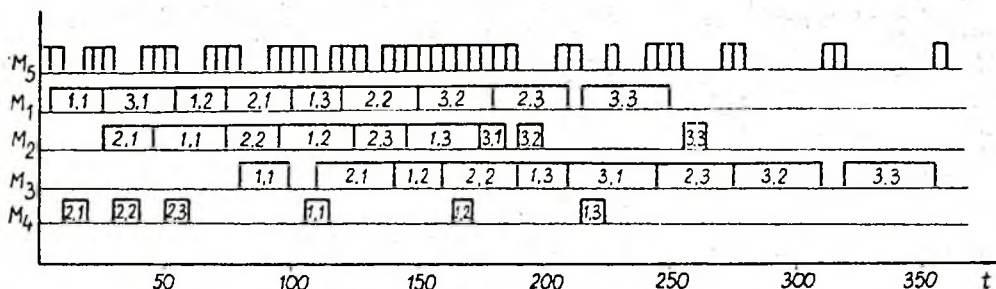 M5
M1 1.1 3.1 1.2 2.1 1.3 2.2 3.2 2.3 3.3
M2 2.1 1.1 2.2 1.2 2.3 1.3 3.1 3.2 3.3
M3 1.1 2.1 1.2 2.2 1.3 3.1 2.3 3.2 3.3
M4 2.1 2.2 2.3 1.1 1.2 1.3
50 100 150 200 250 300 350 t